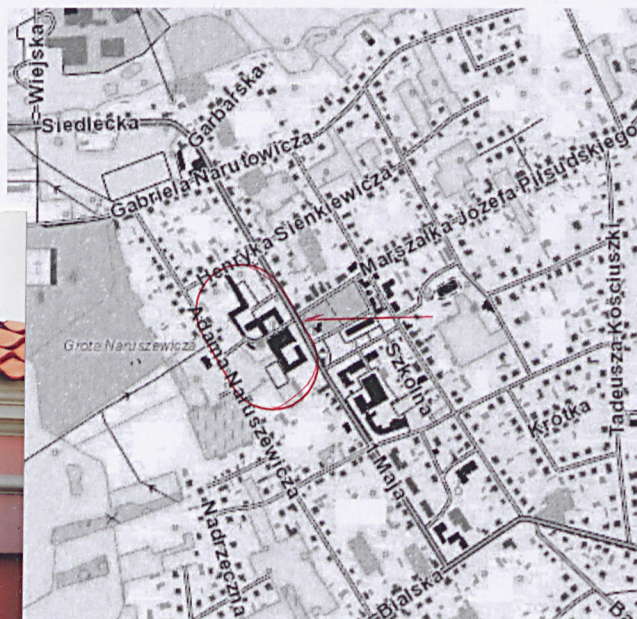 Wiejska
Siedlecka
Garbarska
Gabriela Narutowicza
Henryka Sienkiewicza
Marszałka Józefa Piłsudskiego
Tadeusza Kościuszki
Grota Naruszewicza
Adama Naruszewicza
Szkolna
Krótka
Maja
Nadrzeczna
Bialska